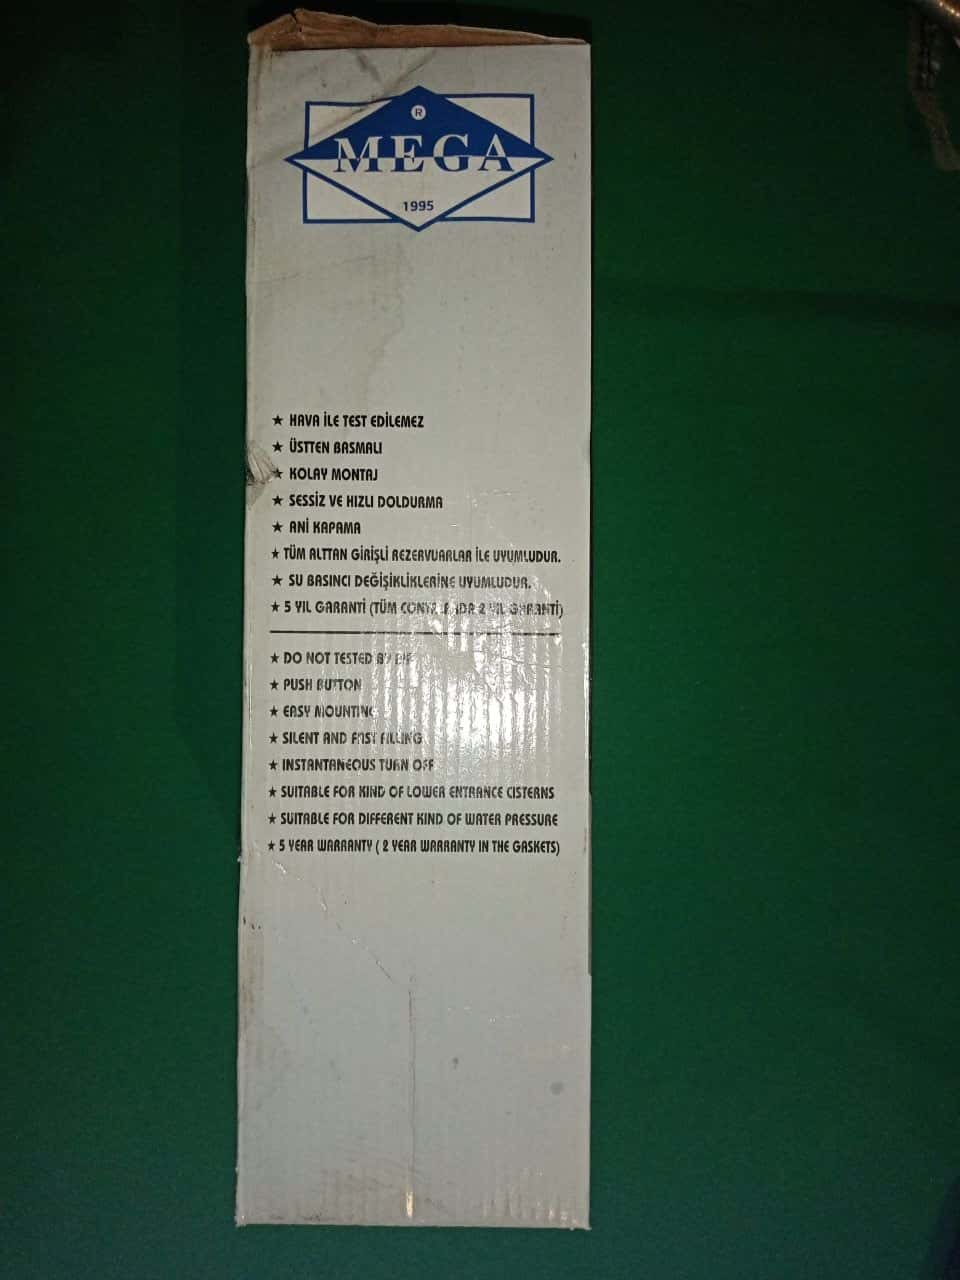 ®
MEGA
1995
★ HAVA İLE TEST EDİLEMEZ
★ ÜSTTEN BASMALI
★ KOLAY MONTAJ
★ SESSİZ VE HIZLI DOLDURMA
★ ANİ KAPAMA
★ TÜM ALTTAN GİRİŞLİ REZERVUARLAR İLE UYUMLUDUR.
★ SU BASINCI DEĞİŞİKLİKLERİNE UYUMLUDUR.
★ 5 YIL GARANTİ (TÜM 2 YIL GARANTİ)
★ DO NOT TESTED BY
★ PUSH BUTTON
★ EASY MOUNTING
★ SILENT AND FAST FILLING
★ INSTANTANEOUS TURN OFF
★ SUITABLE FOR KIND OF LOWER ENTRANCE CISTERNS
★ SUITABLE FOR DIFFERENT KIND OF WATER PRESSURE
★ 5 YEAR WARRANTY ( 2 YEAR WARRANTY IN THE GASKETS)